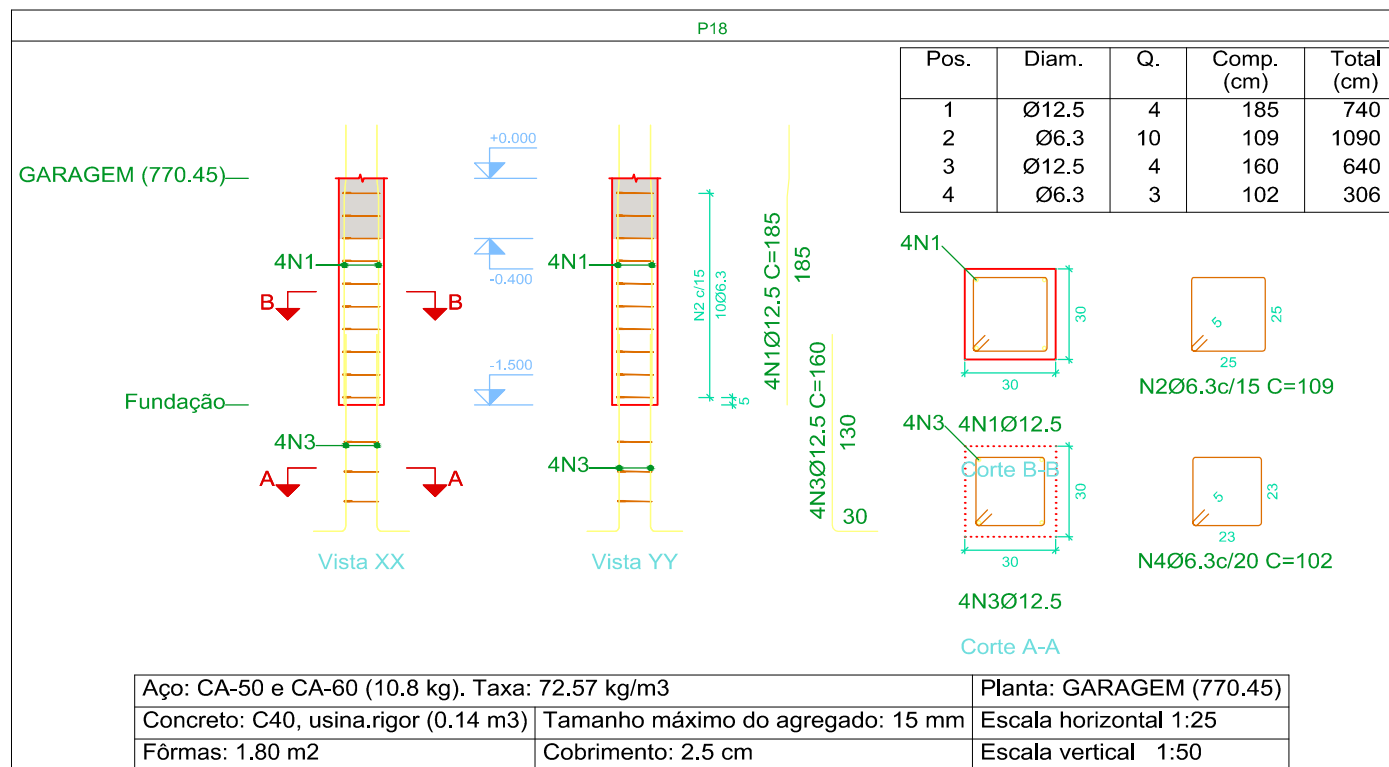 P18
Pos. Diam. Q. Comp. (cm) Total (cm)
1 Ø12.5 4 185 740
2 Ø6.3 10 109 1090
3 Ø12.5 4 160 640
4 Ø6.3 3 102 306
GARAGEM (770.45)
+0.000
-0.400
-1.500
4N1
4N1
B B
Fundação
4N3
4N3
A A
Vista XX
Vista YY
N2 c/15
10Ø6.3
5
4N1Ø12.5 C=185
185
4N3Ø12.5 C=160
130
30
4N1
30
30
4N1Ø12.5
Corte B-B
5
25
25
N2Ø6.3c/15 C=109
4N3
30
30
4N3Ø12.5
Corte A-A
5
23
23
N4Ø6.3c/20 C=102
Aço: CA-50 e CA-60 (10.8 kg). Taxa: 72.57 kg/m3 Planta: GARAGEM (770.45)
Concreto: C40, usina.rigor (0.14 m3) Tamanho máximo do agregado: 15 mm Escala horizontal 1:25
Fôrmas: 1.80 m2 Cobrimento: 2.5 cm Escala vertical 1:50